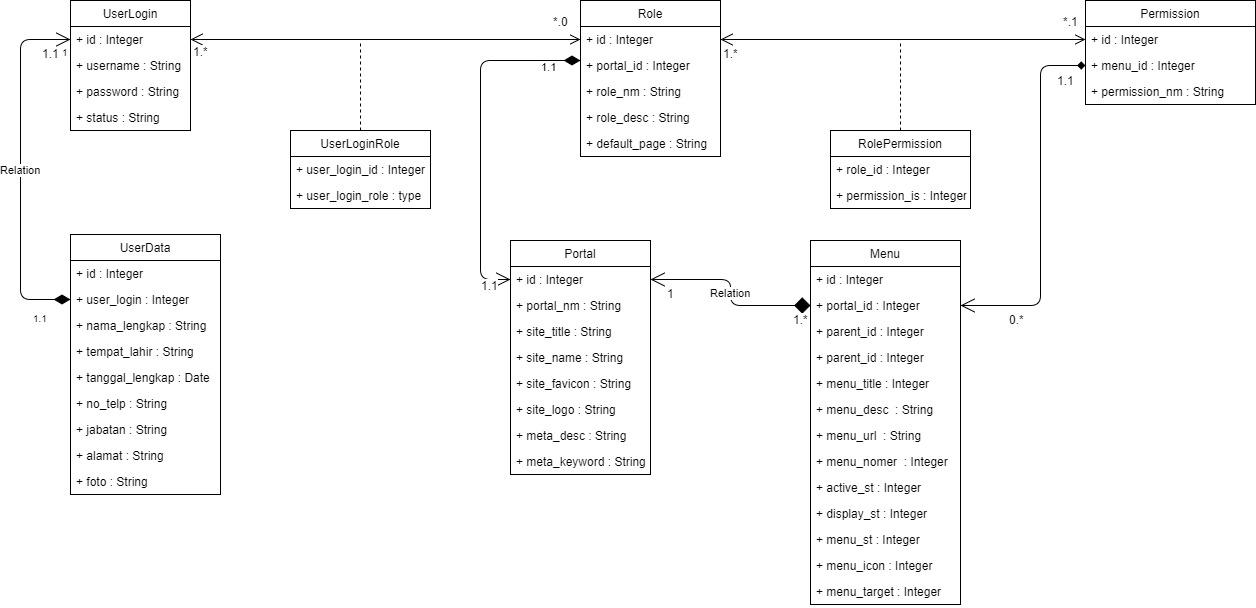 UserLogin
+ id : Integer
+ username : String
+ password : String
+ status : String
1.1 1
1.*
*.0
Role
+ id : Integer
+ portal_id : Integer
+ role_nm : String
+ role_desc : String
+ default_page : String
1.1
1.*
*.1
Permission
+ id : Integer
+ menu_id : Integer
+ permission_nm : String
1.1
Relation
UserLoginRole
+ user_login_id : Integer
+ user_login_role : type
RolePermission
+ role_id : Integer
+ permission_is : Integer
UserData
+ id : Integer
+ user_login : Integer
+ nama_lengkap : String
+ tempat_lahir : String
+ tanggal_lengkap : Date
+ no_telp : String
+ jabatan : String
+ alamat : String
+ foto : String
1.1
Portal
+ id : Integer
+ portal_nm : String
+ site_title : String
+ site_name : String
+ site_favicon : String
+ site_logo : String
+ meta_desc : String
+ meta_keyword : String
1.1
1
Relation
1.*
Menu
+ id : Integer
+ portal_id : Integer
+ parent_id : Integer
+ parent_id : Integer
+ menu_title : Integer
+ menu_desc : String
+ menu_url : String
+ menu_nomer : Integer
+ active_st : Integer
+ display_st : Integer
+ menu_st : Integer
+ menu_icon : Integer
+ menu_target : Integer
0.*